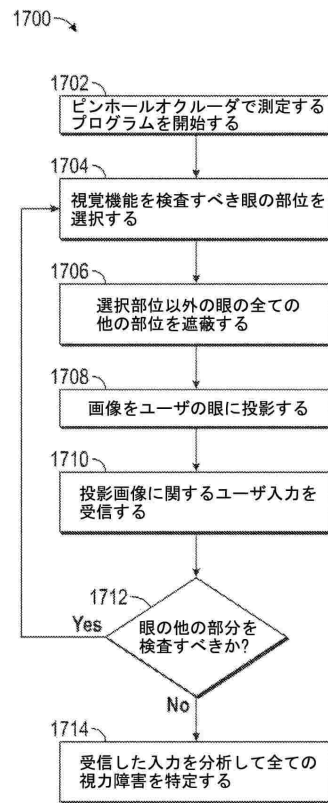 1700
1702
ピンホールオクルーダで測定する
プログラムを開始する
1704
視覚機能を検査すべき眼の部位を
選択する
1706
選択部位以外の眼の全ての
他の部位を遮蔽する
1708
画像をユーザの眼に投影する
1710
投影画像に関するユーザ入力を
受信する
1712
Yes
眼の他の部分を
検査すべきか?
No
1714
受信した入力を分析して全ての
視力障害を特定する